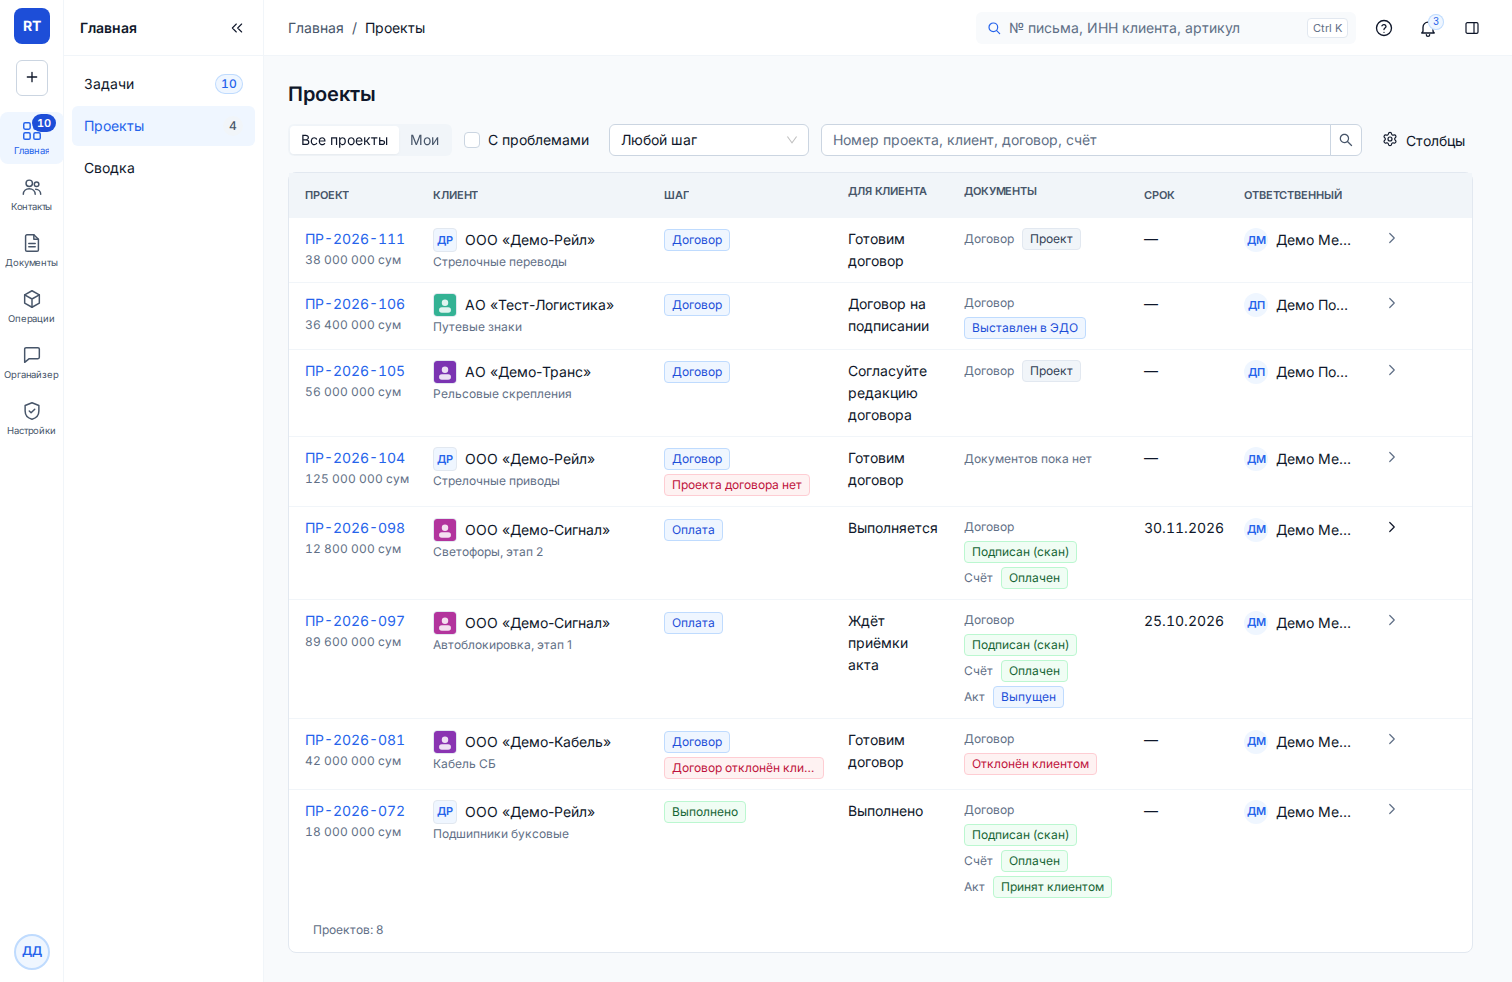 RT
Главная
Главная / Проекты
№ письма, ИНН клиента, артикул
Ctrl K
3
10
Главная
Контакты
Документы
Операции
Органайзер
Настройки
ДД
Задачи 10
Проекты 4
Сводка
Проекты
Все проекты Мои
С проблемами
Любой шаг
Номер проекта, клиент, договор, счёт
Столбцы
ПРОЕКТ КЛИЕНТ ШАГ ДЛЯ КЛИЕНТА ДОКУМЕНТЫ СРОК ОТВЕТСТВЕННЫЙ
ПР-2026-111 ДР ООО «Демо-Рейл» Договор Готовим Договор Проект — ДМ Демо Ме...
38 000 000 сум Стрелочные переводы договор
ПР-2026-106 АО «Тест-Логистика» Договор Договор на Договор — ДП Демо По...
36 400 000 сум Путевые знаки подписании Выставлен в ЭДО
ПР-2026-105 АО «Демо-Транс» Договор Согласуйте Договор Проект — ДП Демо По...
56 000 000 сум Рельсовые скрепления редакцию
договора
ПР-2026-104 ДР ООО «Демо-Рейл» Договор Готовим Документов пока нет — ДМ Демо Ме...
125 000 000 сум Стрелочные приводы Проекта договора нет договор
ПР-2026-098 ООО «Демо-Сигнал» Оплата Выполняется Договор 30.11.2026 ДМ Демо Ме...
12 800 000 сум Светофоры, этап 2 Подписан (скан)
Счёт Оплачен
ПР-2026-097 ООО «Демо-Сигнал» Оплата Ждёт Договор 25.10.2026 ДМ Демо Ме...
89 600 000 сум Автоблокировка, этап 1 приёмки Подписан (скан)
акта Счёт Оплачен
Акт Выпущен
ПР-2026-081 ООО «Демо-Кабель» Договор Готовим Договор — ДМ Демо Ме...
42 000 000 сум Кабель СБ Договор отклонён кли... договор Отклонён клиентом
ПР-2026-072 ДР ООО «Демо-Рейл» Выполнено Выполнено Договор — ДМ Демо Ме...
18 000 000 сум Подшипники буксовые Подписан (скан)
Счёт Оплачен
Акт Принят клиентом
Проектов: 8